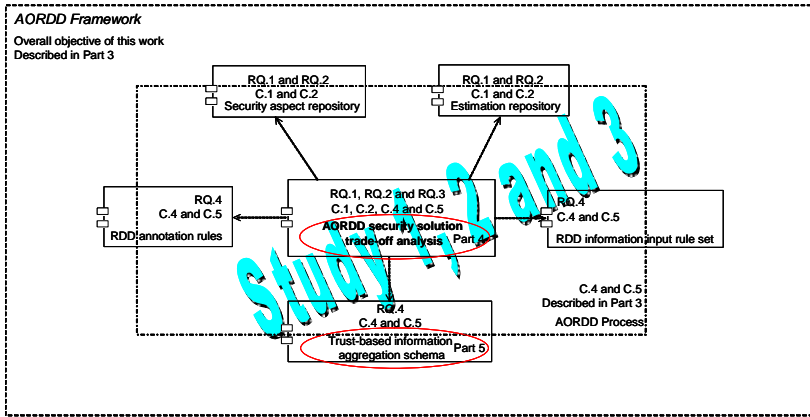 AORDD Framework
Overall objective of this work
Described in Part 3
RQ.1 and RQ.2
C.1 and C.2
Security aspect repository
RQ.1 and RQ.2
C.1 and C.2
Estimation repository
RQ.4
C.4 and C.5
RDD annotation rules
RQ.1, RQ.2 and RQ.3
C.1, C.2, C.4 and C.5
AORDD security solution
trade-off analysis
Part 4
RQ.4
C.4 and C.5
RDD information input rule set
Study 1, 2 and 3
C.4 and C.5
Described in Part 3
AORDD Process
RQ.4
C.4 and C.5
Trust-based information
aggregation schema
Part 5